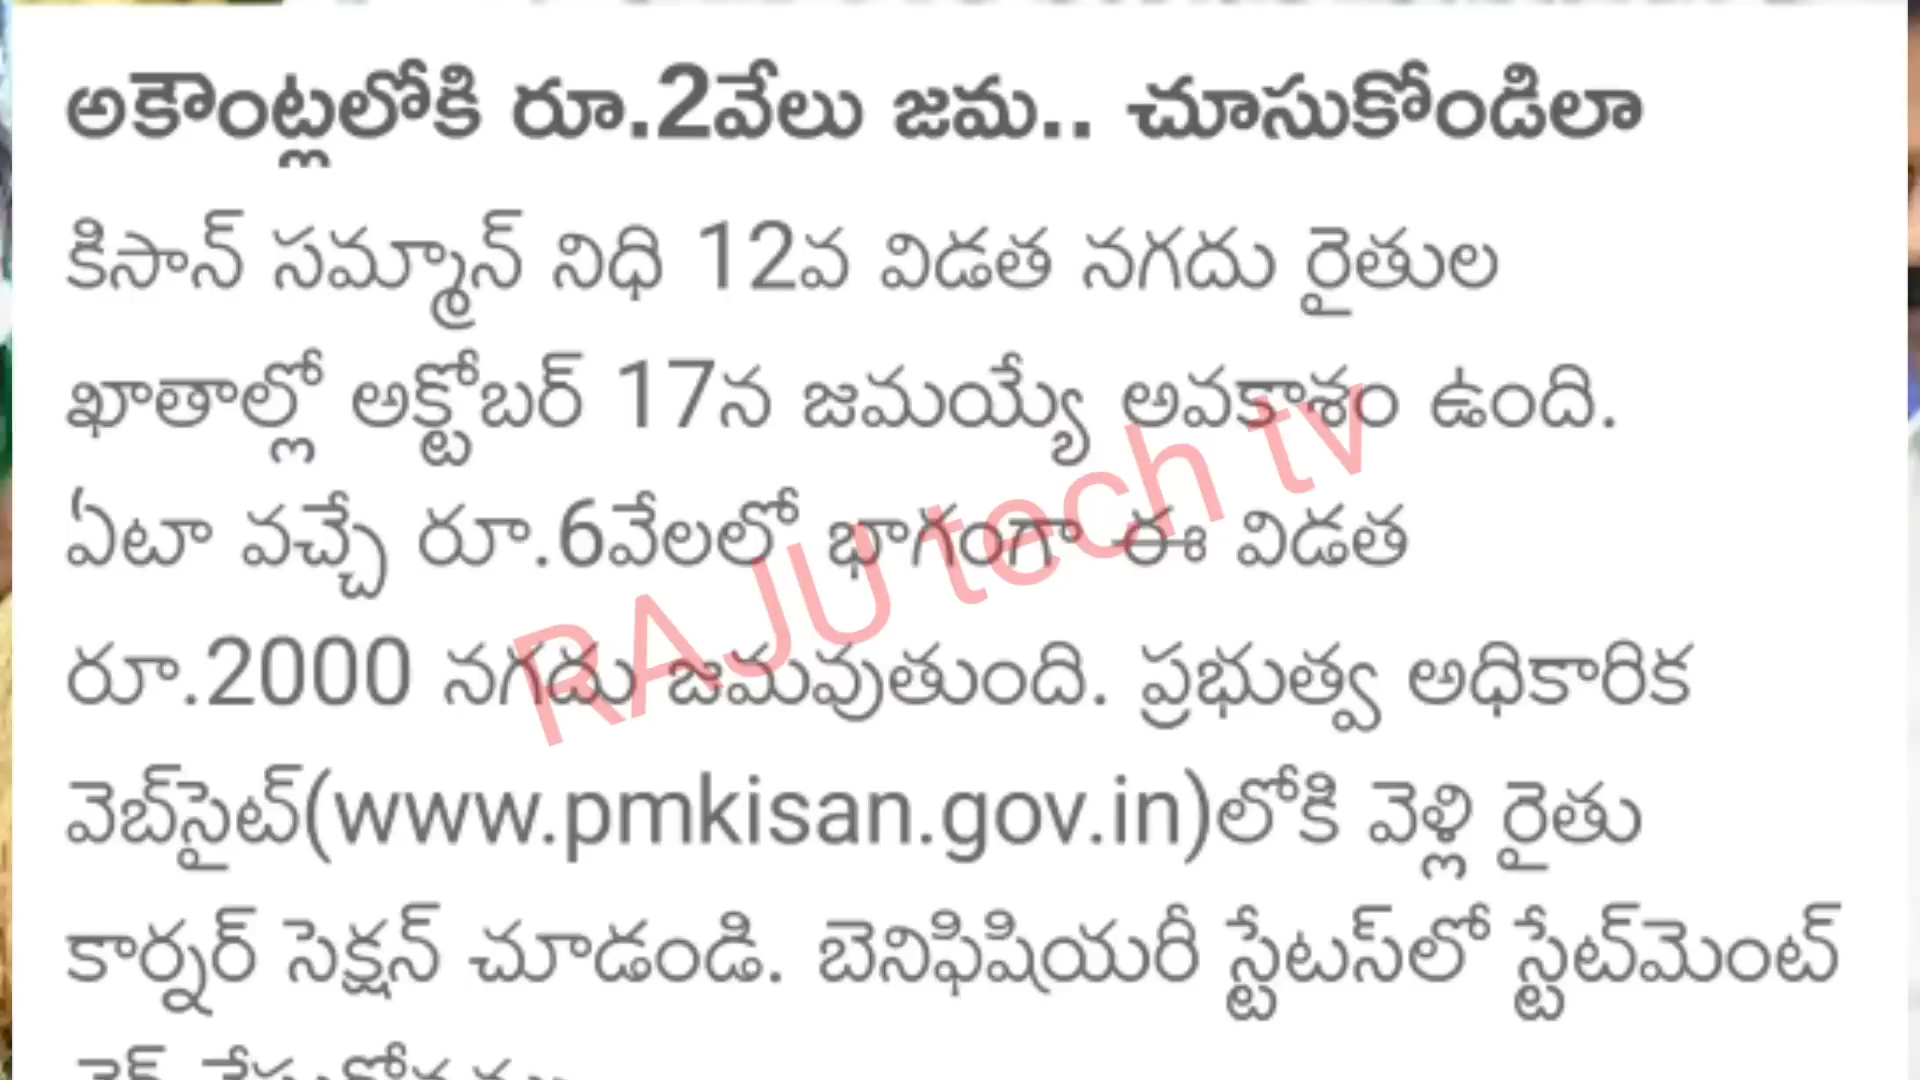 అకౌంట్లలోకి రూ.2వేలు జమ.. చూసుకోండిలా
కిసాన్ సమ్మాన్ నిధి 12వ విడత నగదు రైతుల
ఖాతాల్లో అక్టోబర్ 17న జమయ్యే అవకాశం ఉంది.
ఏటా వచ్చే రూ.6వేలలో భాగంగా ఈ విడత
రూ.2000 నగదు జమవుతుంది. ప్రభుత్వ అధికారిక
వెబ్‌సైట్(www.pmkisan.gov.in)లోకి వెళ్లి రైతు
కార్నర్ సెక్షన్ చూడండి. బెనిఫిషియరీ స్టేటస్‌లో స్టేట్‌మెంట్
RAJU tech tv